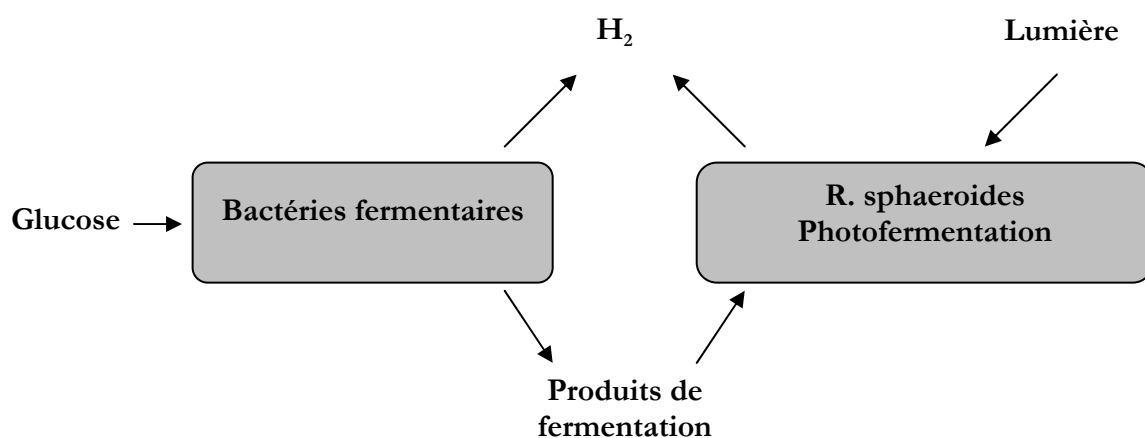 H₂
Lumière
Glucose
Bactéries fermentaires
R. sphaeroides
Photofermentation
Produits de
fermentation